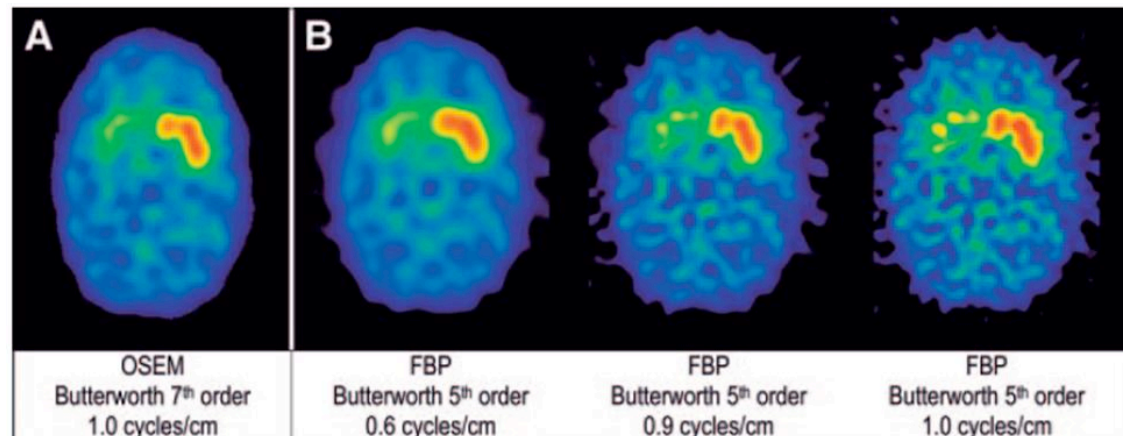 A
B
OSEM
Butterworth 7th order
1.0 cycles/cm
FBP
Butterworth 5th order
0.6 cycles/cm
FBP
Butterworth 5th order
0.9 cycles/cm
FBP
Butterworth 5th order
1.0 cycles/cm